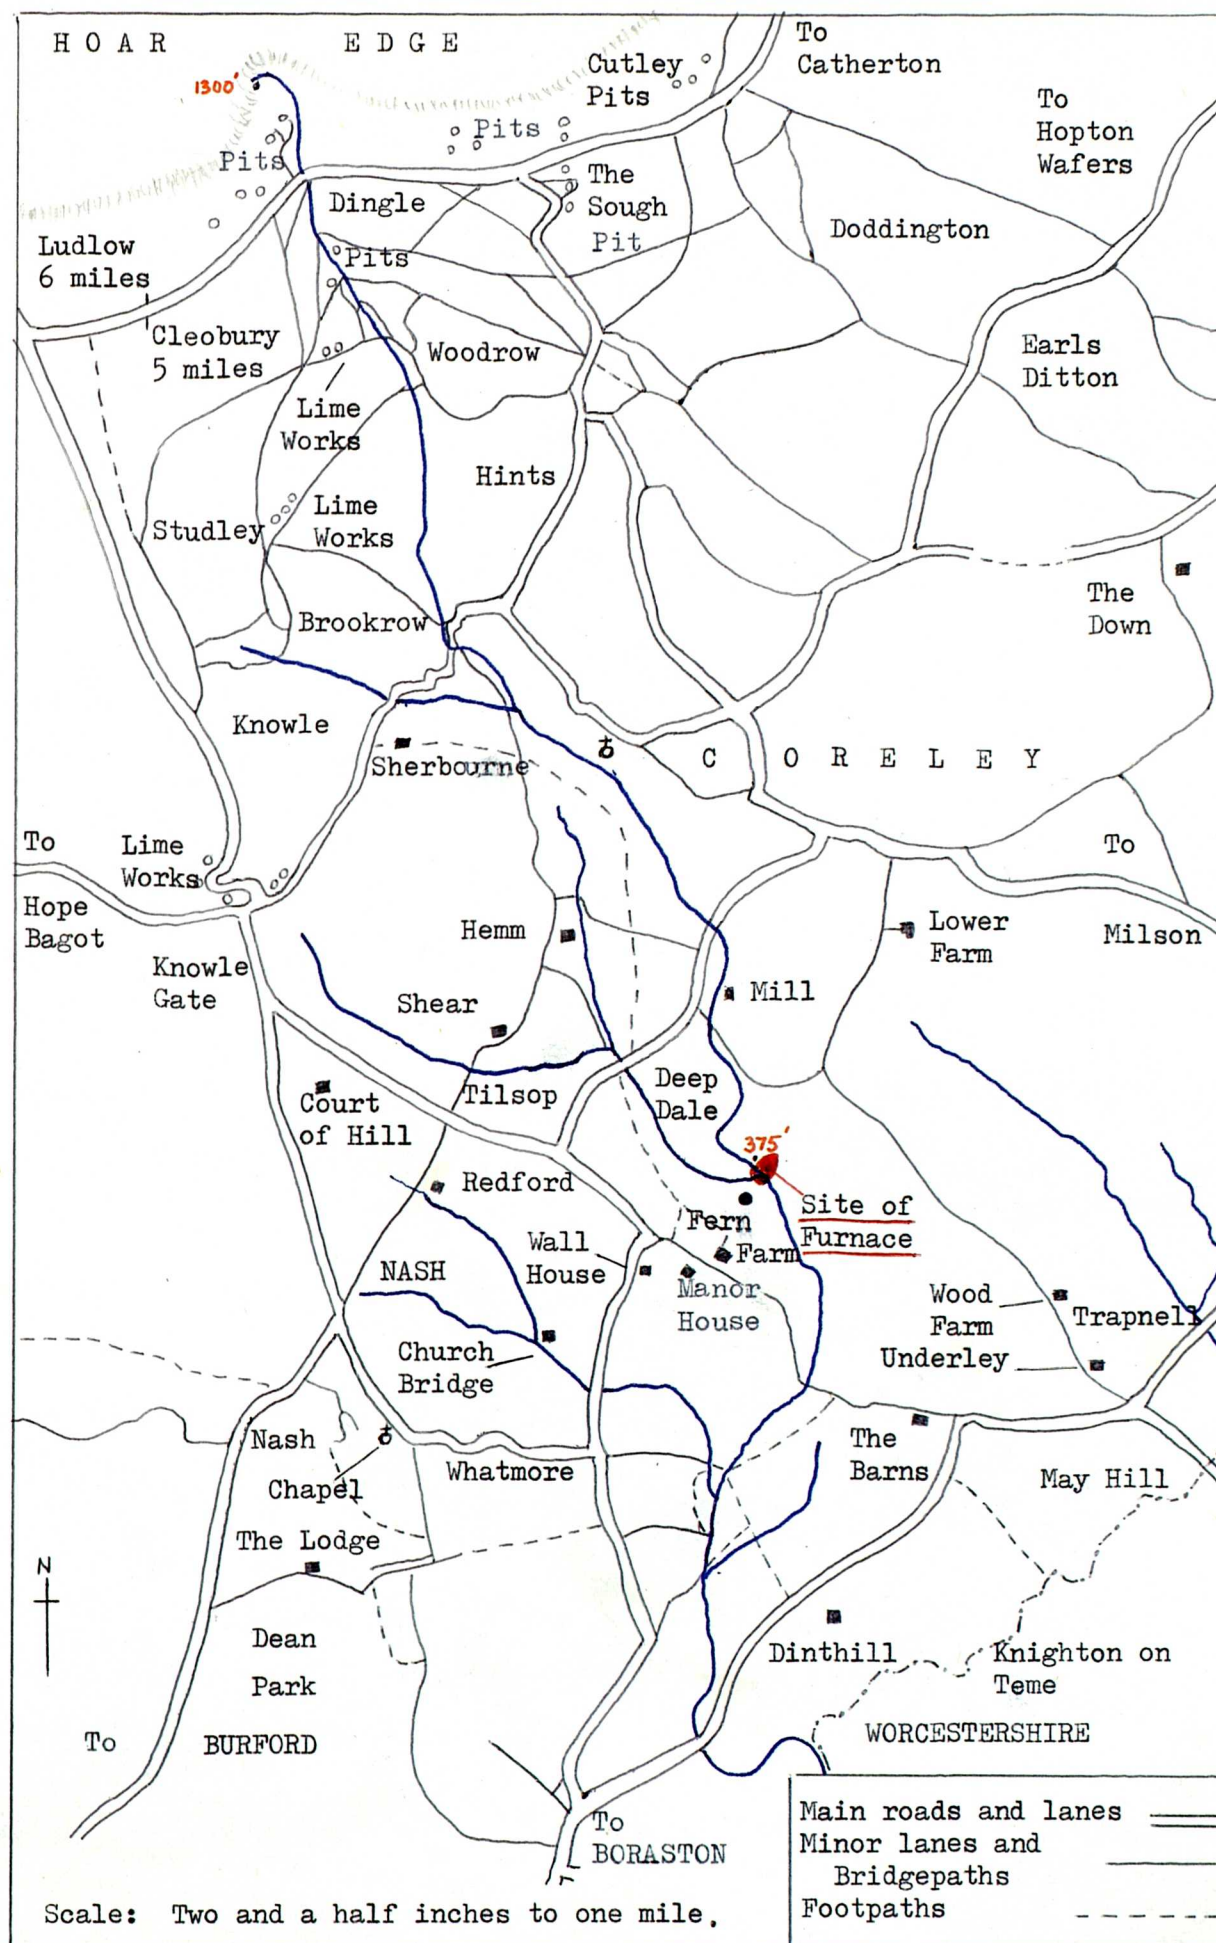 HOAR EDGE
To
Catherton
Cutley
Pits
1300'
Pits
Pits
To
Hopton
Wafers
The
Sough
Pit
Dingle
Doddington
Ludlow
6 miles
Pits
Cleobury
5 miles
Woodrow
Earls
Ditton
Lime
Works
Hints
Lime
Works
Studley
The
Down
Brookrow
Knowle
Sherbourne
CORELEY
To
Hope
Bagot
Lime
Works
To
Milson
Hemm
Lower
Farm
Knowle
Gate
Shear
Mill
Court
of Hill
Tilsop
Deep
Dale
375'
Redford
Site of
Furnace
Fern
Farm
Wall
House
NASH
Manor
House
Wood
Farm
Trapnell
Underley
Church
Bridge
Nash
Chapel
Whatmore
The
Barns
May Hill
The Lodge
N
Dean
Park
Dinthill
Knighton on
Teme
To BURFORD
WORCESTERSHIRE
To
BORASTON
Main roads and lanes
Minor lanes and
Bridgepaths
Footpaths
Scale: Two and a half inches to one mile.